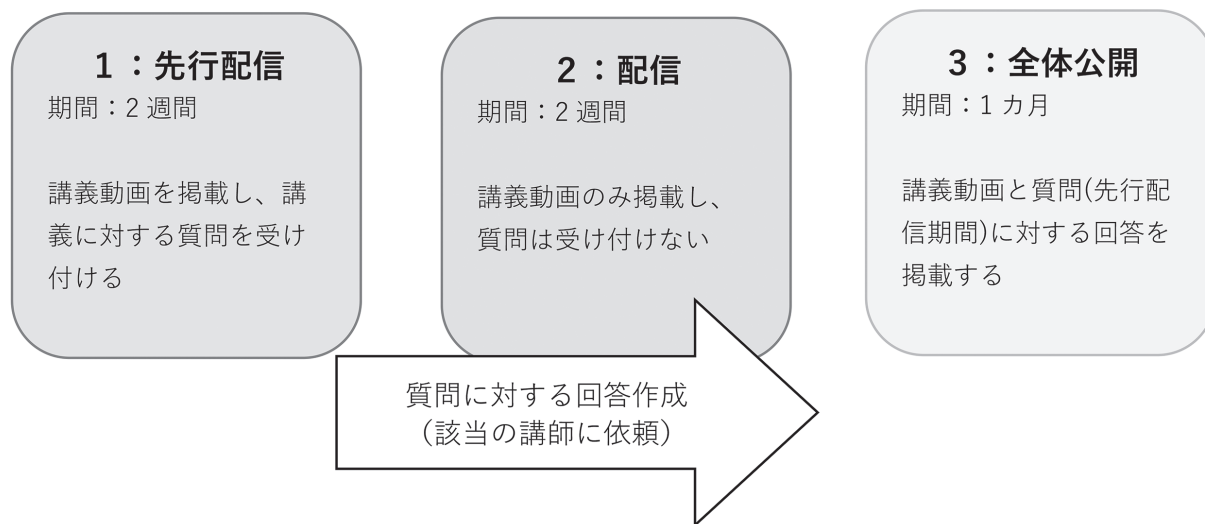 1：先行配信
期間：2 週間
講義動画を掲載し、講
義に対する質問を受け
付ける
2：配信
期間：2 週間
講義動画のみ掲載し、
質問は受け付けない
3：全体公開
期間：1 カ月
講義動画と質問(先行配
信期間)に対する回答を
掲載する
質問に対する回答作成
（該当の講師に依頼）